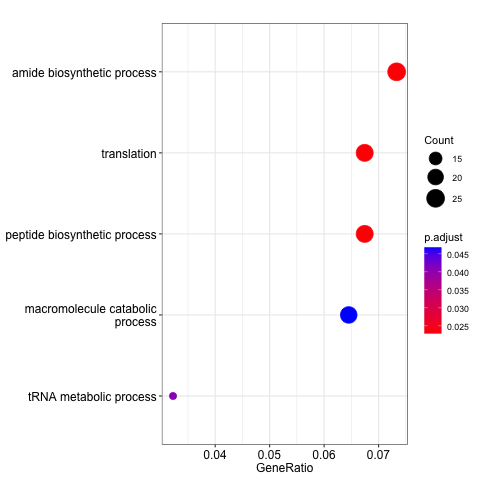 amide biosynthetic process
translation
peptide biosynthetic process
macromolecule catabolic
process
tRNA metabolic process
0.04 0.05 0.06 0.07
GeneRatio
Count
15
20
25
p.adjust
0.045
0.040
0.035
0.030
0.025